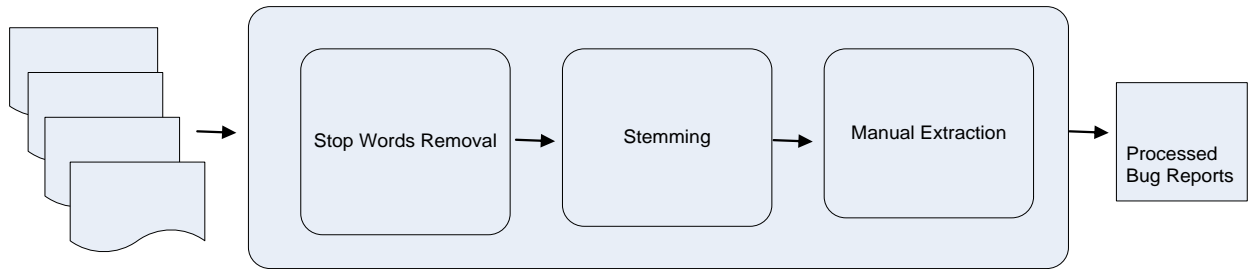 Stop Words Removal
Stemming
Manual Extraction
Processed
Bug Reports